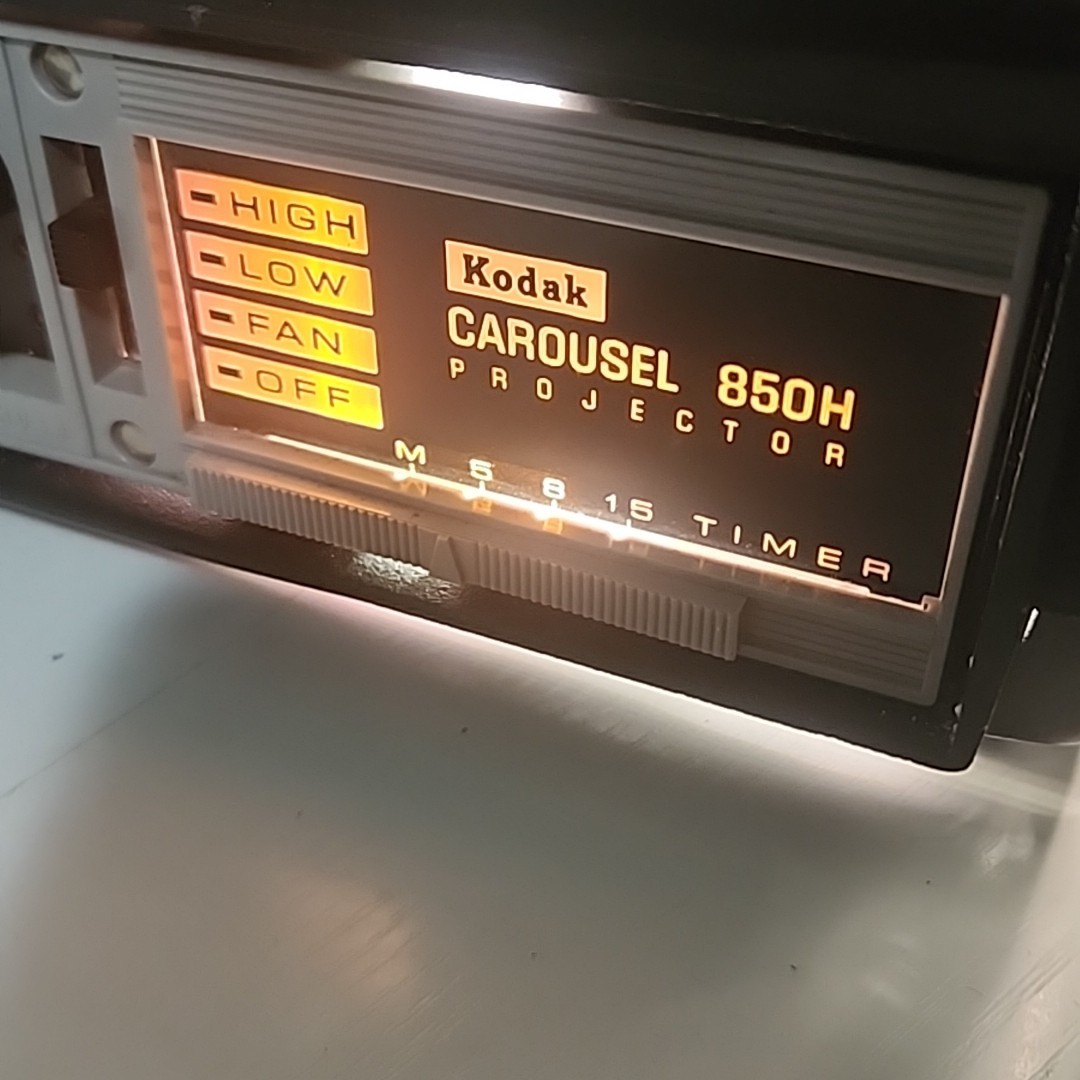 HIGH
LOW
FAN
OFF
Kodak
CAROUSEL 850H
PROJECTOR
M 5 8 15 TIMER